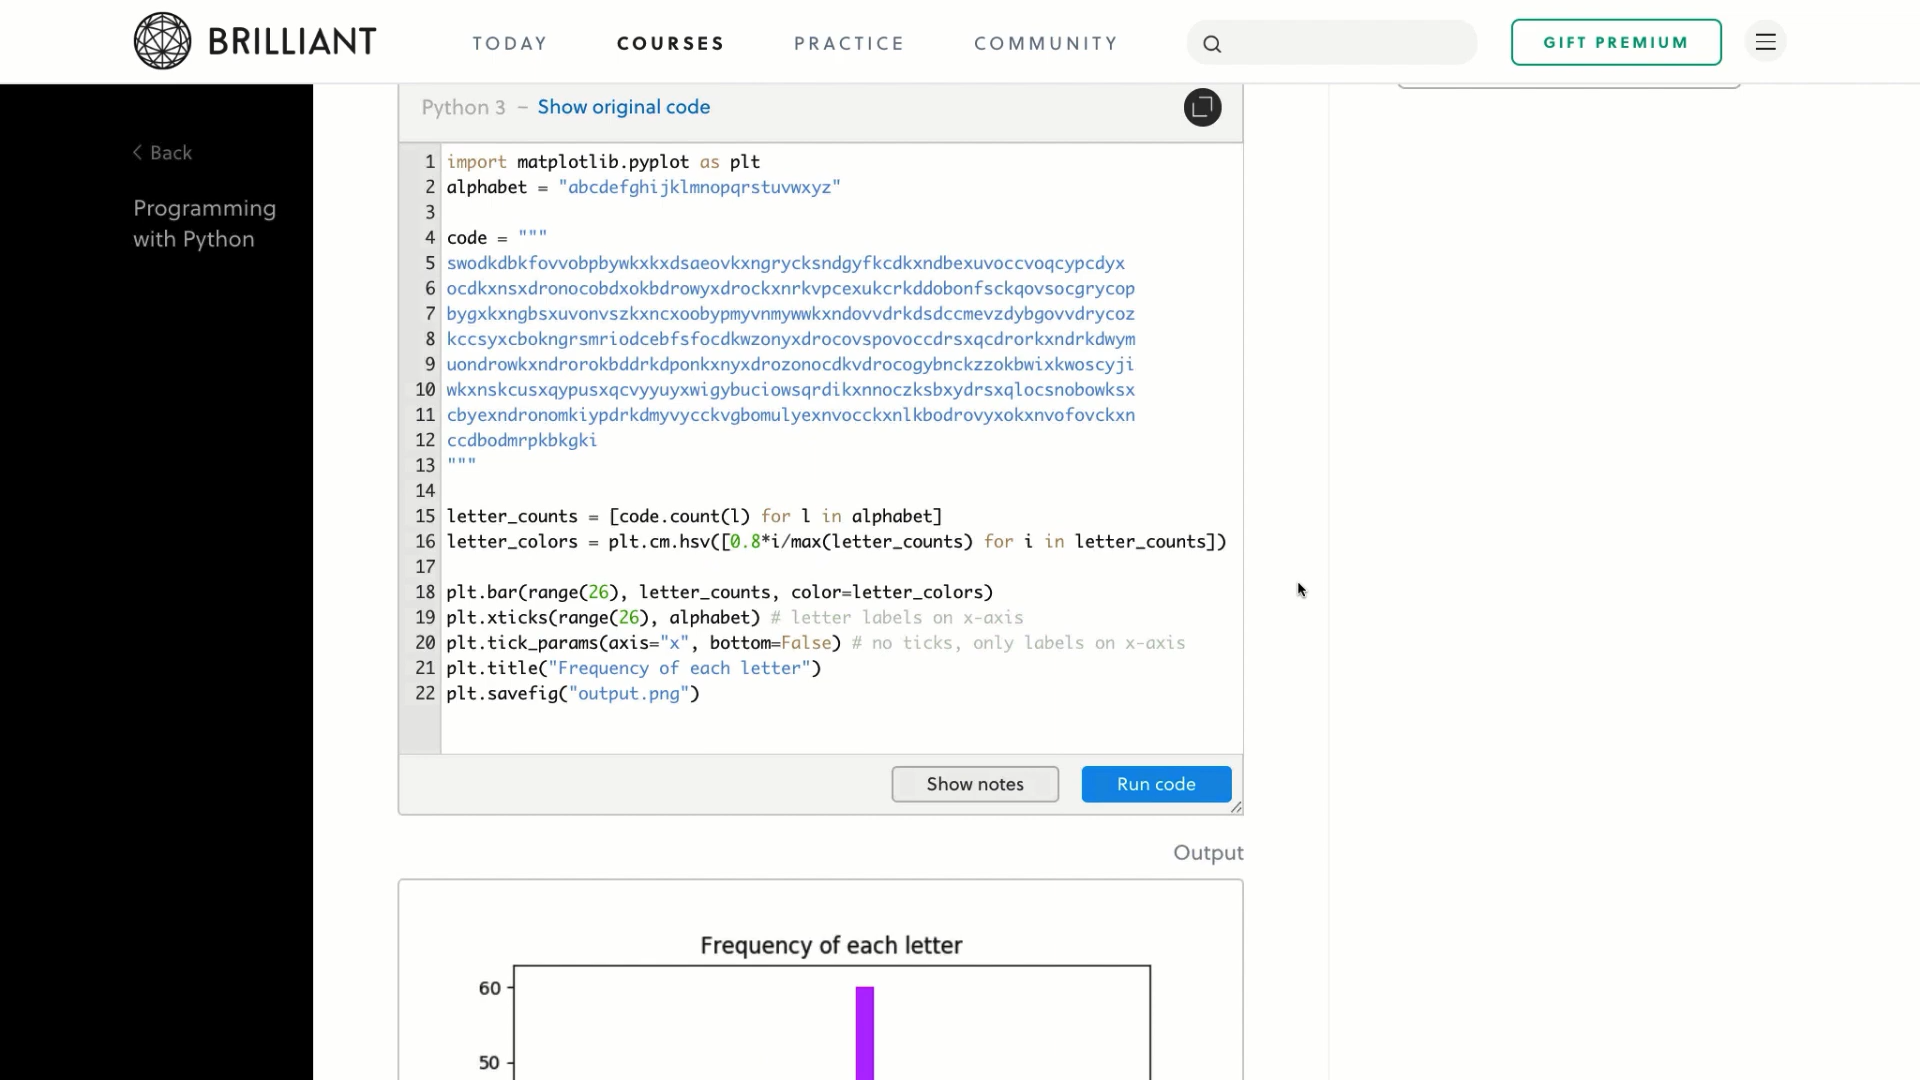 BRILLIANT
TODAY
COURSES
PRACTICE
COMMUNITY
GIFT PREMIUM
Back
Programming
with Python
Python 3 – Show original code
1 import matplotlib.pyplot as plt
2 alphabet = "abcdefghijklmnopqrstuvwxyz"
3
4 code = """
5 swodkdbkfovvobpbywkxkxdsaeovkxngrycksndgyfkcdkxndbexuvoccvoqcypcdyx
6 ocdkxnsxdronocobdxokbdrowyxdrockxnrkvpcexukcrkddobonfsckqovsocgrycop
7 bygxkxngbsxuvonvszkxncxoobypmyvnmywwkxndovvdrkdsdccmevzdybgovvdrycoz
8 kccsyxcbokngrsmriodcebfsfocdkwzonyxdrocovspovoccdrsxqcdrorkxndrkdwym
9 uondrowkxndrorokbddrkdponkxnyxdrozonocdkvdrocogybnckzzokbwixkwoscyji
10 wkxnskcusxqypusxqcvyyuyxwigybuciowsqrdikxnnoczksbxydrsxqlocsnobowksx
11 cbyexndronomkiypdrkdmyvycckvgbomulyexnvocckxnlkbodrovyxokxnvofovckxn
12 ccdbodmrpkbkgki
13 """
14
15 letter_counts = [code.count(l) for l in alphabet]
16 letter_colors = plt.cm.hsv([0.8*i/max(letter_counts) for i in letter_counts])
17
18 plt.bar(range(26), letter_counts, color=letter_colors)
19 plt.xticks(range(26), alphabet) # letter labels on x-axis
20 plt.tick_params(axis="x", bottom=False) # no ticks, only labels on x-axis
21 plt.title("Frequency of each letter")
22 plt.savefig("output.png")
Show notes
Run code
Output
Frequency of each letter
60
50